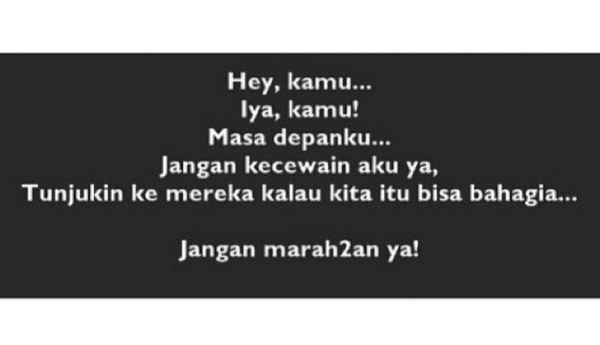 Hey, kamu...
Iya, kamu!
Masa depanku...
Jangan kecewain aku ya,
Tunjukin ke mereka kalau kita itu bisa bahagia...
Jangan marah2an ya!